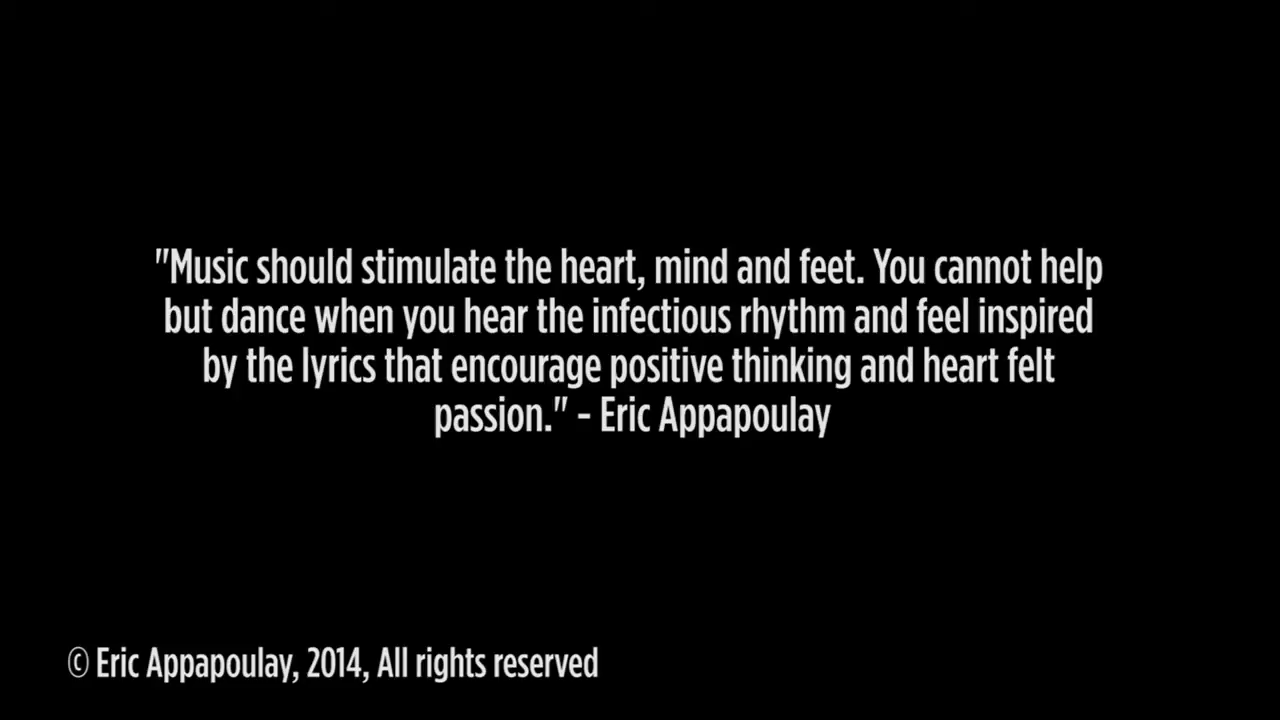 "Music should stimulate the heart, mind and feet. You cannot help
but dance when you hear the infectious rhythm and feel inspired
by the lyrics that encourage positive thinking and heart felt
passion." - Eric Appapoulay
© Eric Appapoulay, 2014, All rights reserved